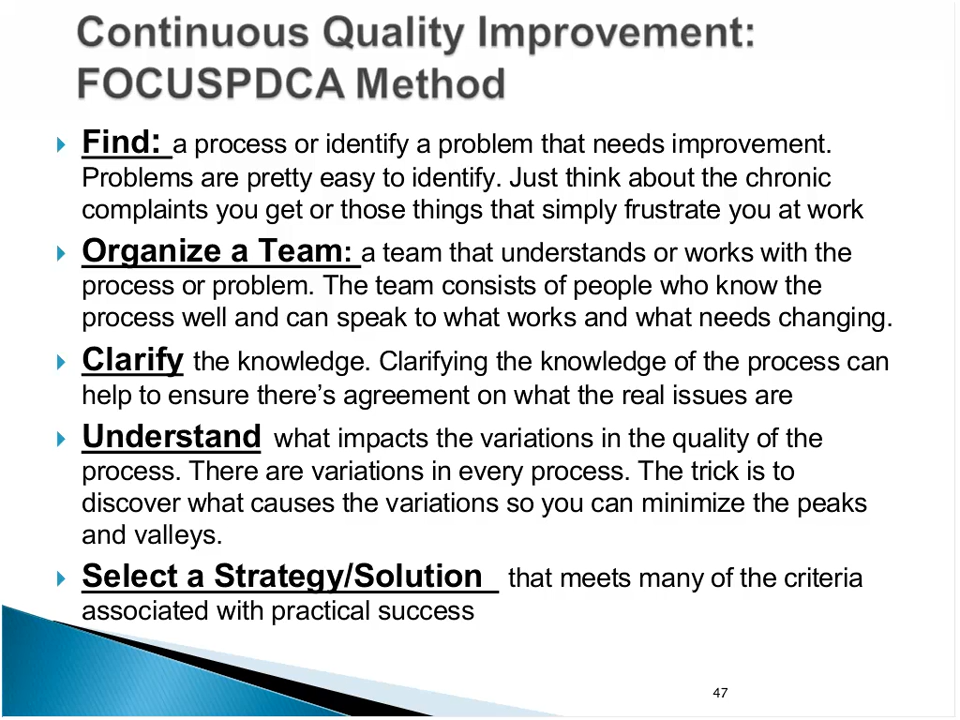 Continuous Quality Improvement:
FOCUSPDCA Method
Find: a process or identify a problem that needs improvement.
Problems are pretty easy to identify. Just think about the chronic
complaints you get or those things that simply frustrate you at work
Organize a Team: a team that understands or works with the
process or problem. The team consists of people who know the
process well and can speak to what works and what needs changing.
Clarify the knowledge. Clarifying the knowledge of the process can
help to ensure there’s agreement on what the real issues are
Understand what impacts the variations in the quality of the
process. There are variations in every process. The trick is to
discover what causes the variations so you can minimize the peaks
and valleys.
Select a Strategy/Solution that meets many of the criteria
associated with practical success
47